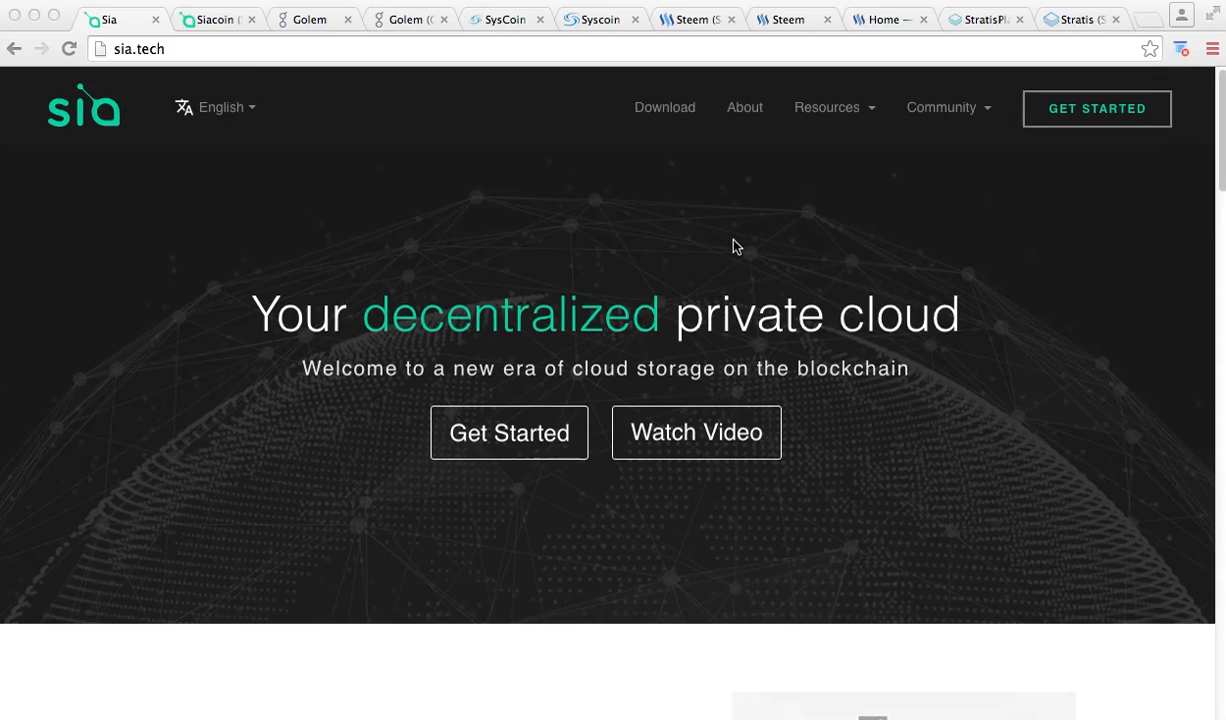 Sia
Siacoin (
Golem
Golem (
SysCoin
Syscoin
Steem (S
Steem
Home —
StratisPl
Stratis (S
sia.tech
sia
English
Download
About
Resources
Community
GET STARTED
Your decentralized private cloud
Welcome to a new era of cloud storage on the blockchain
Get Started
Watch Video